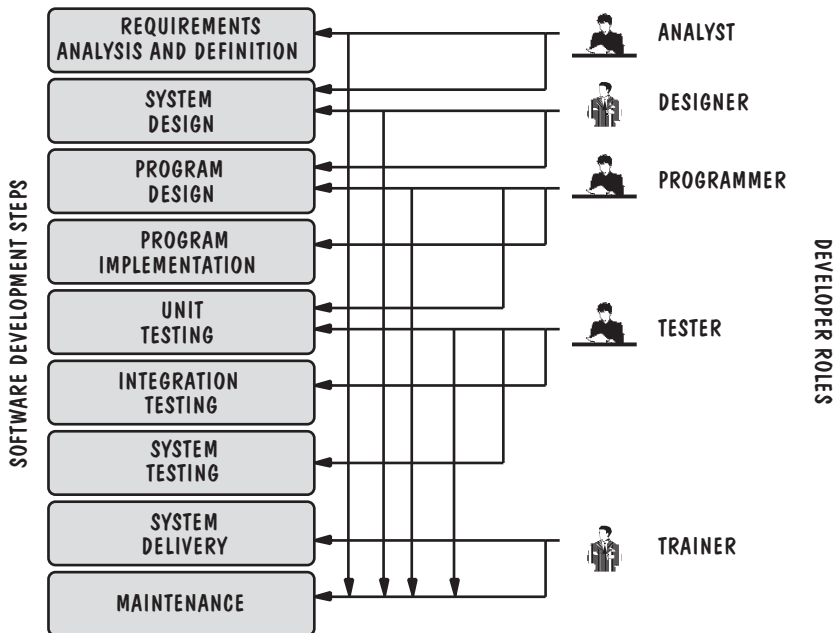 REQUIREMENTS
ANALYSIS AND DEFINITION
ANALYST
SYSTEM
DESIGN
DESIGNER
PROGRAM
DESIGN
PROGRAMMER
PROGRAM
IMPLEMENTATION
UNIT
TESTING
TESTER
INTEGRATION
TESTING
SYSTEM
TESTING
SYSTEM
DELIVERY
TRAINER
MAINTENANCE
SOFTWARE DEVELOPMENT STEPS
DEVELOPER ROLES